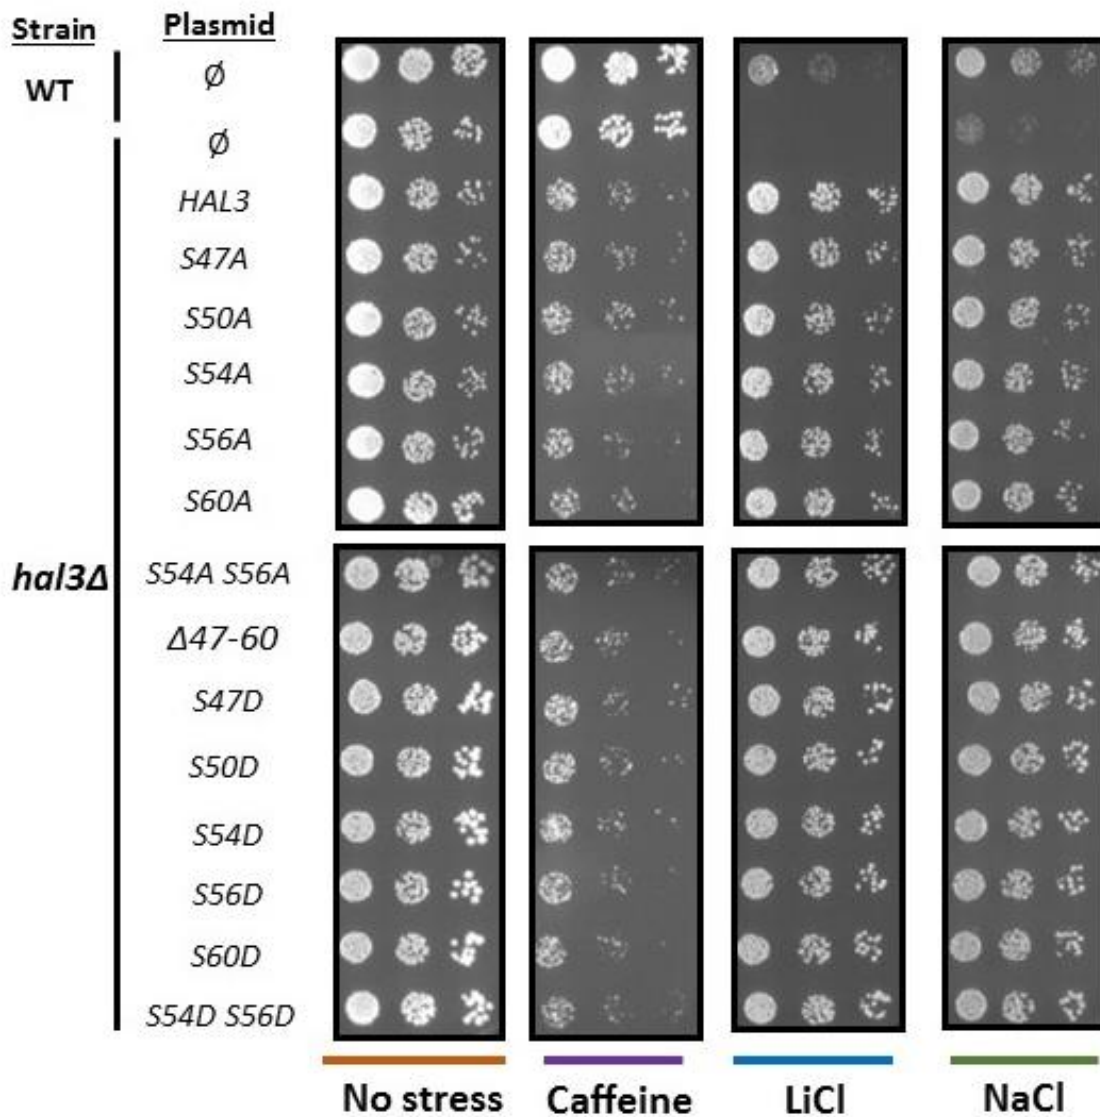 Strain Plasmid
WT Ø
Ø
HAL3
S47A
S50A
S54A
S56A
S60A
hal3Δ S54A S56A
Δ47-60
S47D
S50D
S54D
S56D
S60D
S54D S56D
No stress Caffeine LiCl NaCl